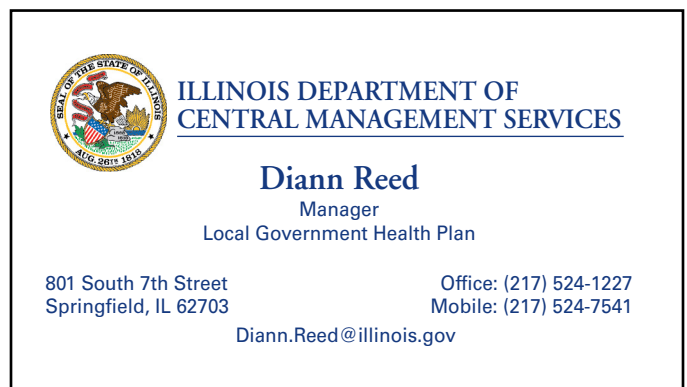 SEAL OF THE STATE OF ILLINOIS
AUG. 26TH 1818
ILLINOIS DEPARTMENT OF
CENTRAL MANAGEMENT SERVICES
Diann Reed
Manager
Local Government Health Plan
801 South 7th Street
Springfield, IL 62703
Office: (217) 524-1227
Mobile: (217) 524-7541
Diann.Reed@illinois.gov